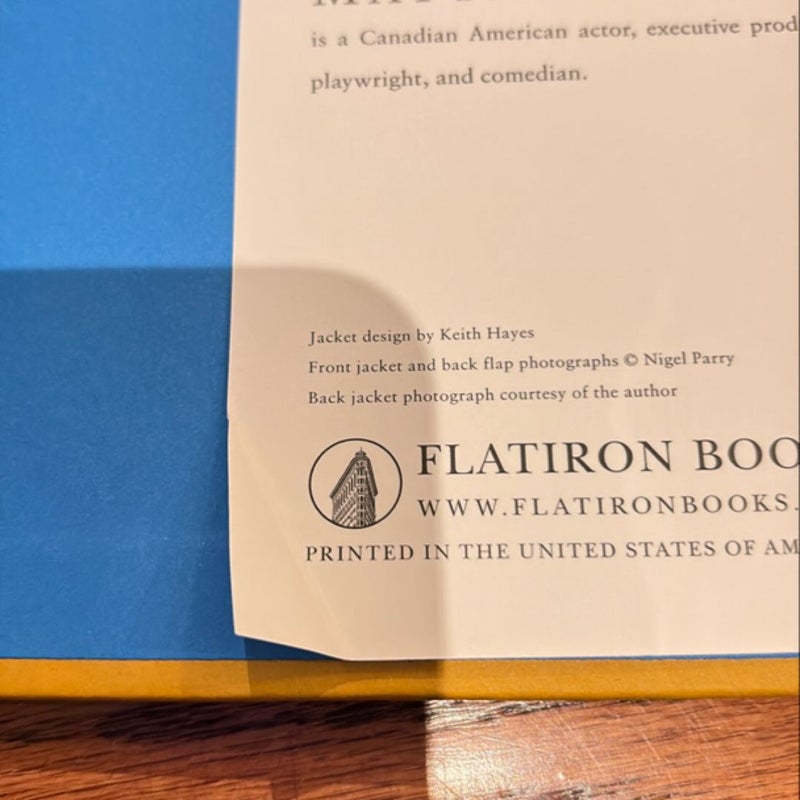 is a Canadian American actor, executive prod
playwright, and comedian.
Jacket design by Keith Hayes
Front jacket and back flap photographs © Nigel Parry
Back jacket photograph courtesy of the author
FLATIRON BOO
WWW.FLATIRONBOOKS.
PRINTED IN THE UNITED STATES OF AM